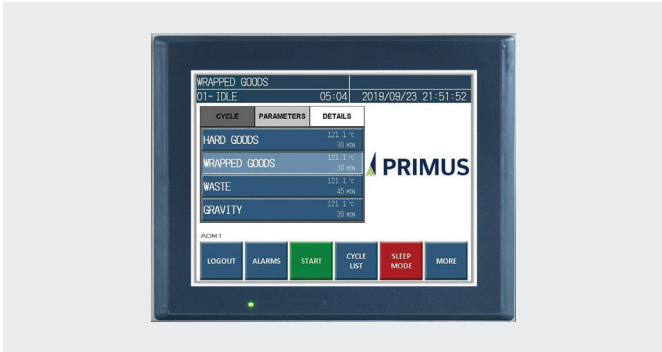 WRAPPED GOODS
01- IDLE 05:04 2019/09/23 21:51:52
CYCLE PARAMETERS DETAILS
HARD GOODS 121.1 ℃
30 MIN
WRAPPED GOODS 121.1 ℃
30 MIN
WASTE 121.1 ℃
45 MIN
GRAVITY 121.1 ℃
30 MIN
PRIMUS
ADM1
LOGOUT ALARMS START CYCLE LIST SLEEP MODE MORE